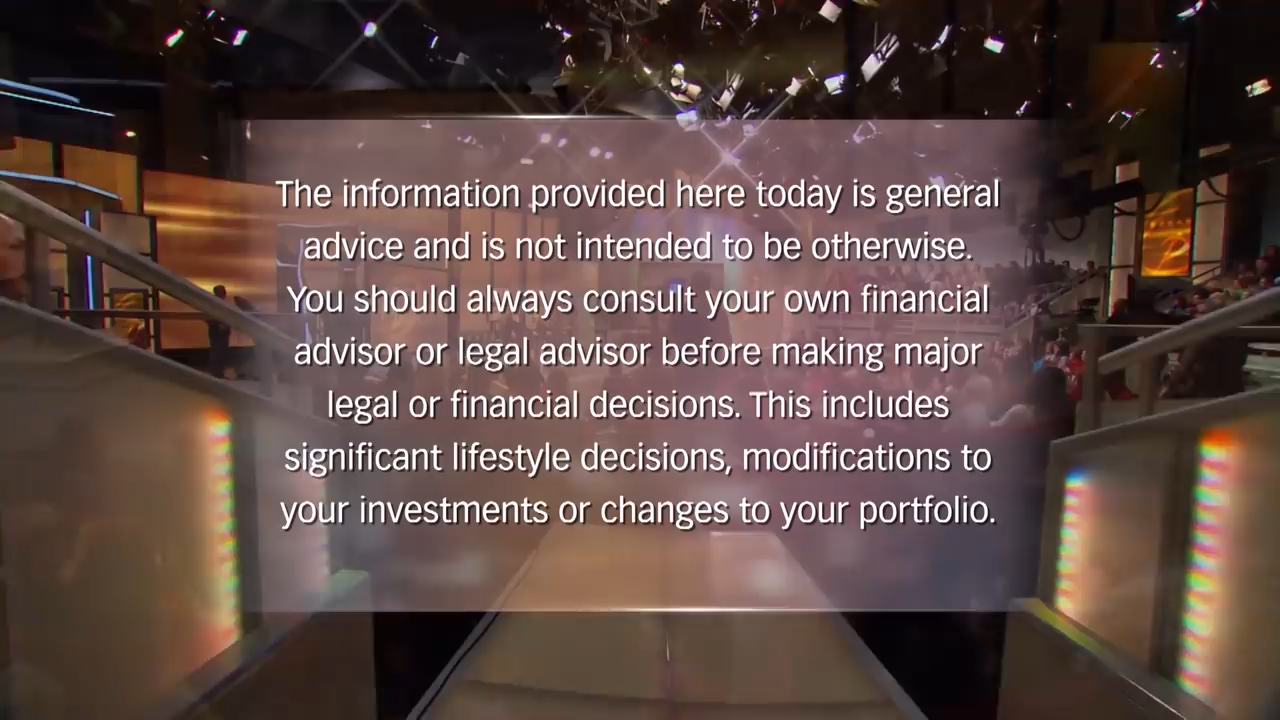 The information provided here today is general
advice and is not intended to be otherwise.
You should always consult your own financial
advisor or legal advisor before making major
legal or financial decisions. This includes
significant lifestyle decisions, modifications to
your investments or changes to your portfolio.